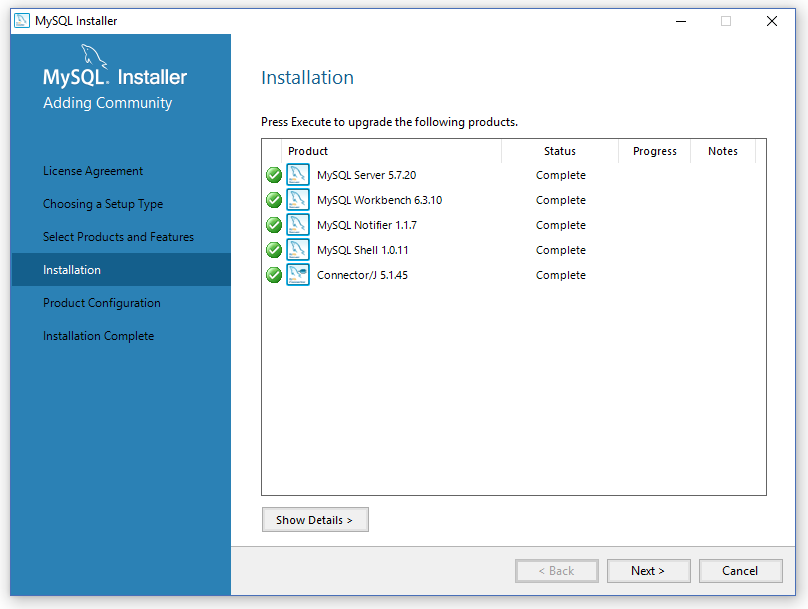 MySQL Installer
MySQL. Installer
Adding Community
License Agreement
Choosing a Setup Type
Select Products and Features
Installation
Product Configuration
Installation Complete
Installation
Press Execute to upgrade the following products.
Product Status Progress Notes
MySQL Server 5.7.20 Complete
MySQL Workbench 6.3.10 Complete
MySQL Notifier 1.1.7 Complete
MySQL Shell 1.0.11 Complete
Connector/J 5.1.45 Complete
Show Details >
< Back Next > Cancel